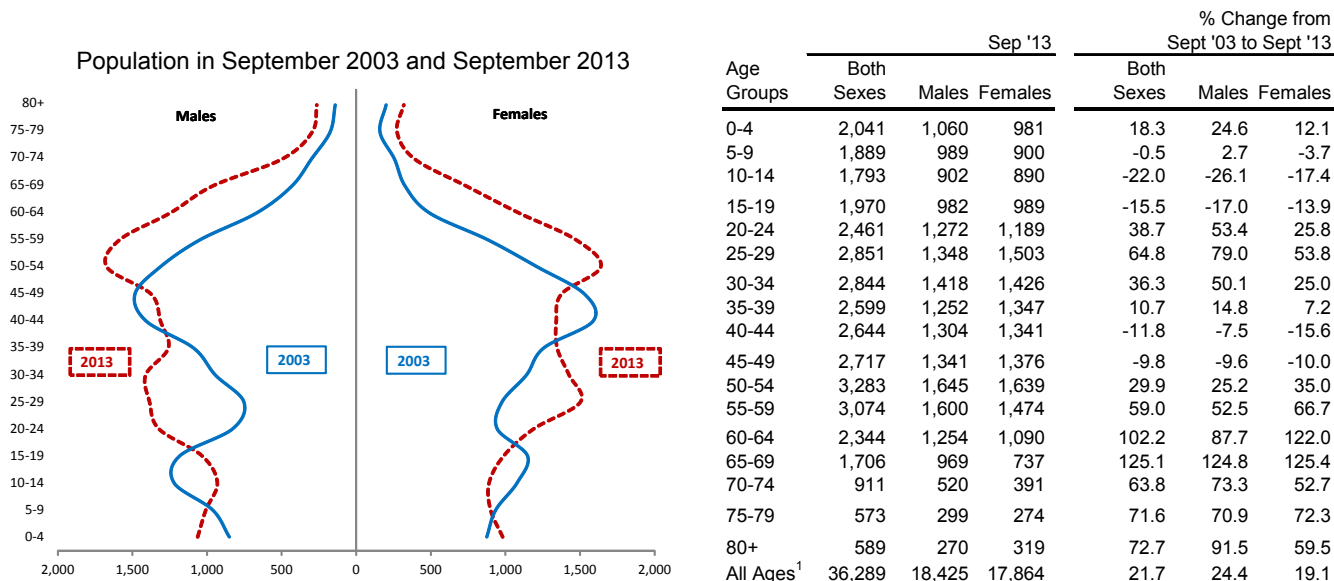 Population in September 2003 and September 2013
Males
Females
80+
75-79
70-74
65-69
60-64
55-59
50-54
45-49
40-44
35-39
30-34
25-29
20-24
15-19
10-14
5-9
0-4
2013
2003
2003
2013
2,000 1,500 1,000 500 0 500 1,000 1,500 2,000
% Change from
Sep '13 Sept '03 to Sept '13
Age Both Both
Groups Sexes Males Females Sexes Males Females
0-4 2,041 1,060 981 18.3 24.6 12.1
5-9 1,889 989 900 -0.5 2.7 -3.7
10-14 1,793 902 890 -22.0 -26.1 -17.4
15-19 1,970 982 989 -15.5 -17.0 -13.9
20-24 2,461 1,272 1,189 38.7 53.4 25.8
25-29 2,851 1,348 1,503 64.8 79.0 53.8
30-34 2,844 1,418 1,426 36.3 50.1 25.0
35-39 2,599 1,252 1,347 10.7 14.8 7.2
40-44 2,644 1,304 1,341 -11.8 -7.5 -15.6
45-49 2,717 1,341 1,376 -9.8 -9.6 -10.0
50-54 3,283 1,645 1,639 29.9 25.2 35.0
55-59 3,074 1,600 1,474 59.0 52.5 66.7
60-64 2,344 1,254 1,090 102.2 87.7 122.0
65-69 1,706 969 737 125.1 124.8 125.4
70-74 911 520 391 63.8 73.3 52.7
75-79 573 299 274 71.6 70.9 72.3
80+ 589 270 319 72.7 91.5 59.5
All Ages¹ 36,289 18,425 17,864 21.7 24.4 19.1